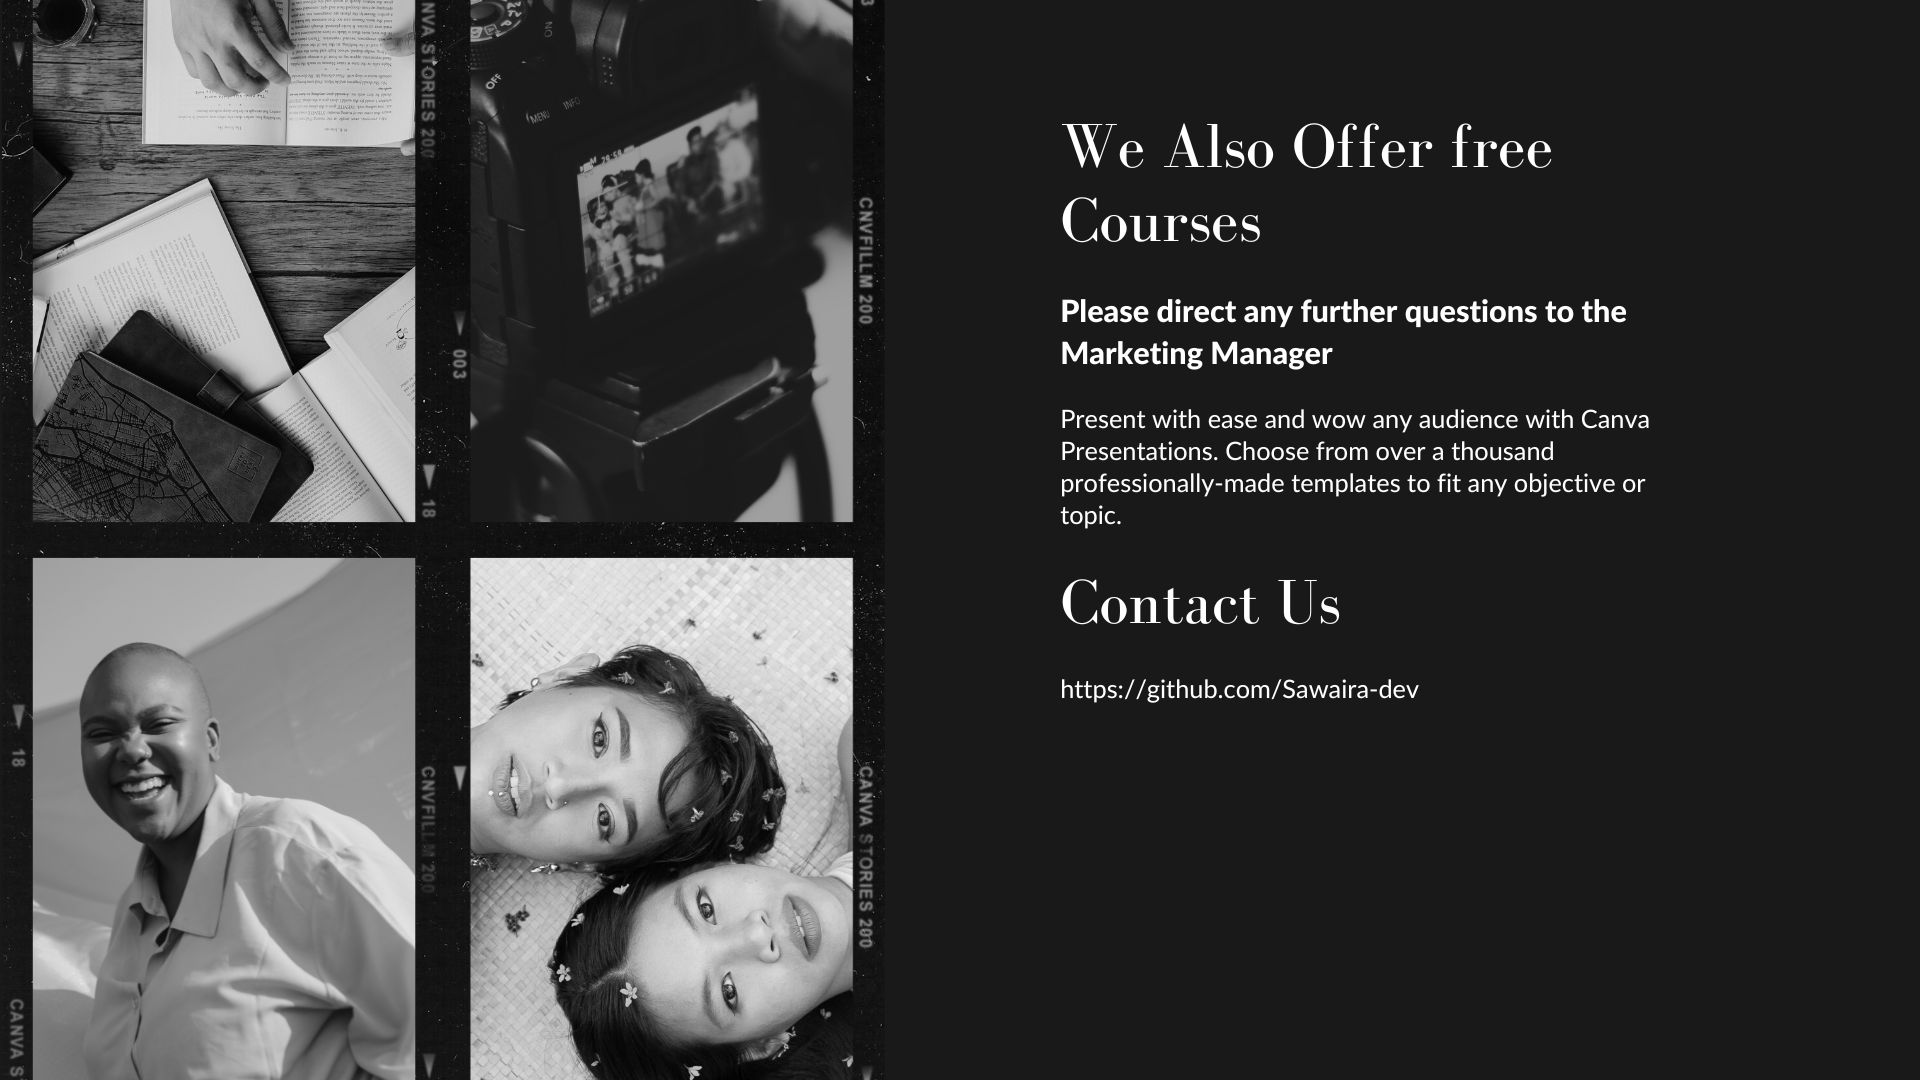 We Also Offer free
Courses
Please direct any further questions to the
Marketing Manager
Present with ease and wow any audience with Canva
Presentations. Choose from over a thousand
professionally-made templates to fit any objective or
topic.
Contact Us
https://github.com/Sawaira-dev
NVA STORIES 200
CNVFILLM 200
003
18
OFF
MENU
INFO
18
CNVFILLM 200
CANVA STORIES 200
CANVA S